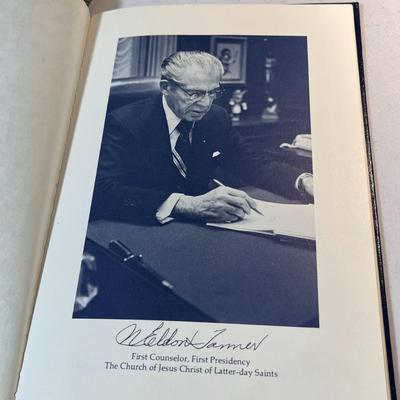 N Eldon Tanner
First Counselor, First Presidency
The Church of Jesus Christ of Latter-day Saints